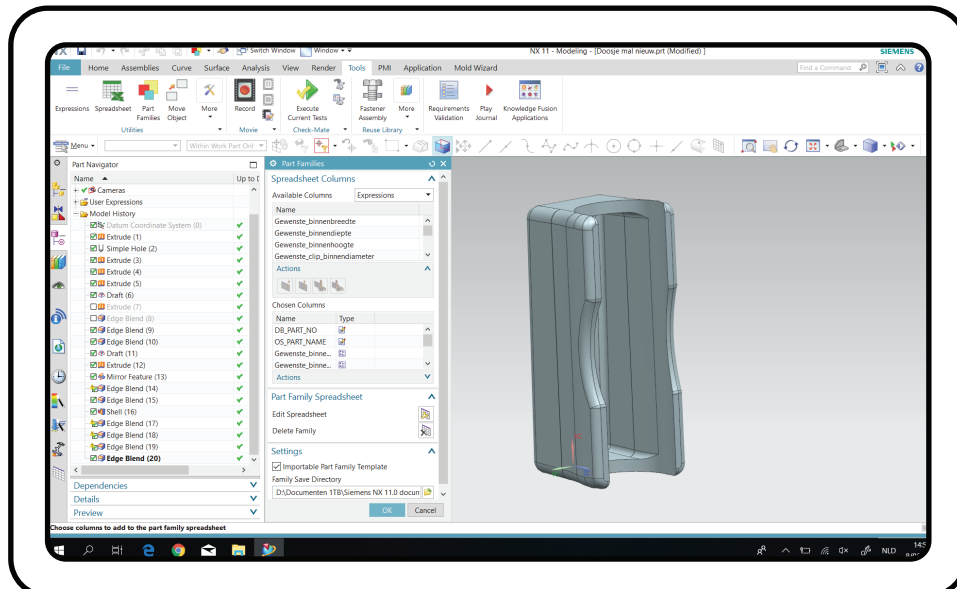 Switch Window Window NX 11 - Modeling - [Doosje mal nieuw.prt (Modified) ] SIEMENS
File Home Assemblies Curve Surface Analysis View Render Tools PMI Application Mold Wizard Find a Command
Expressions Spreadsheet Part Families Move Object More Record Execute Current Tests Fastener Assembly More Requirements Validation Play Journal Knowledge Fusion Applications
Utilities Movie Check-Mate Reuse Library
Menu Within Work Part Onl
Part Navigator
Name Up to
Cameras
User Expressions
Model History
Datum Coordinate System (0)
Extrude (1)
Simple Hole (2)
Extrude (3)
Extrude (4)
Extrude (5)
Draft (6)
Extrude (7)
Edge Blend (8)
Edge Blend (9)
Edge Blend (10)
Draft (11)
Extrude (12)
Mirror Feature (13)
Edge Blend (14)
Edge Blend (15)
Shell (16)
Edge Blend (17)
Edge Blend (18)
Edge Blend (19)
Edge Blend (20)
Dependencies
Details
Preview
Part Families
Spreadsheet Columns
Available Columns Expressions
Name
Gewenste_binnenbreedte
Gewenste_binnendiepte
Gewenste_binnenhoogte
Gewenste_clip_binnendiameter
Actions
Chosen Columns
Name Type
DB_PART_NO
OS_PART_NAME
Gewenste_binne...
Gewenste_binne...
Actions
Part Family Spreadsheet
Edit Spreadsheet
Delete Family
Settings
Importable Part Family Template
Family Save Directory
D:\Documenten 1TB\Siemens NX 11.0 docum
OK Cancel
Choose columns to add to the part family spreadsheet
NLD